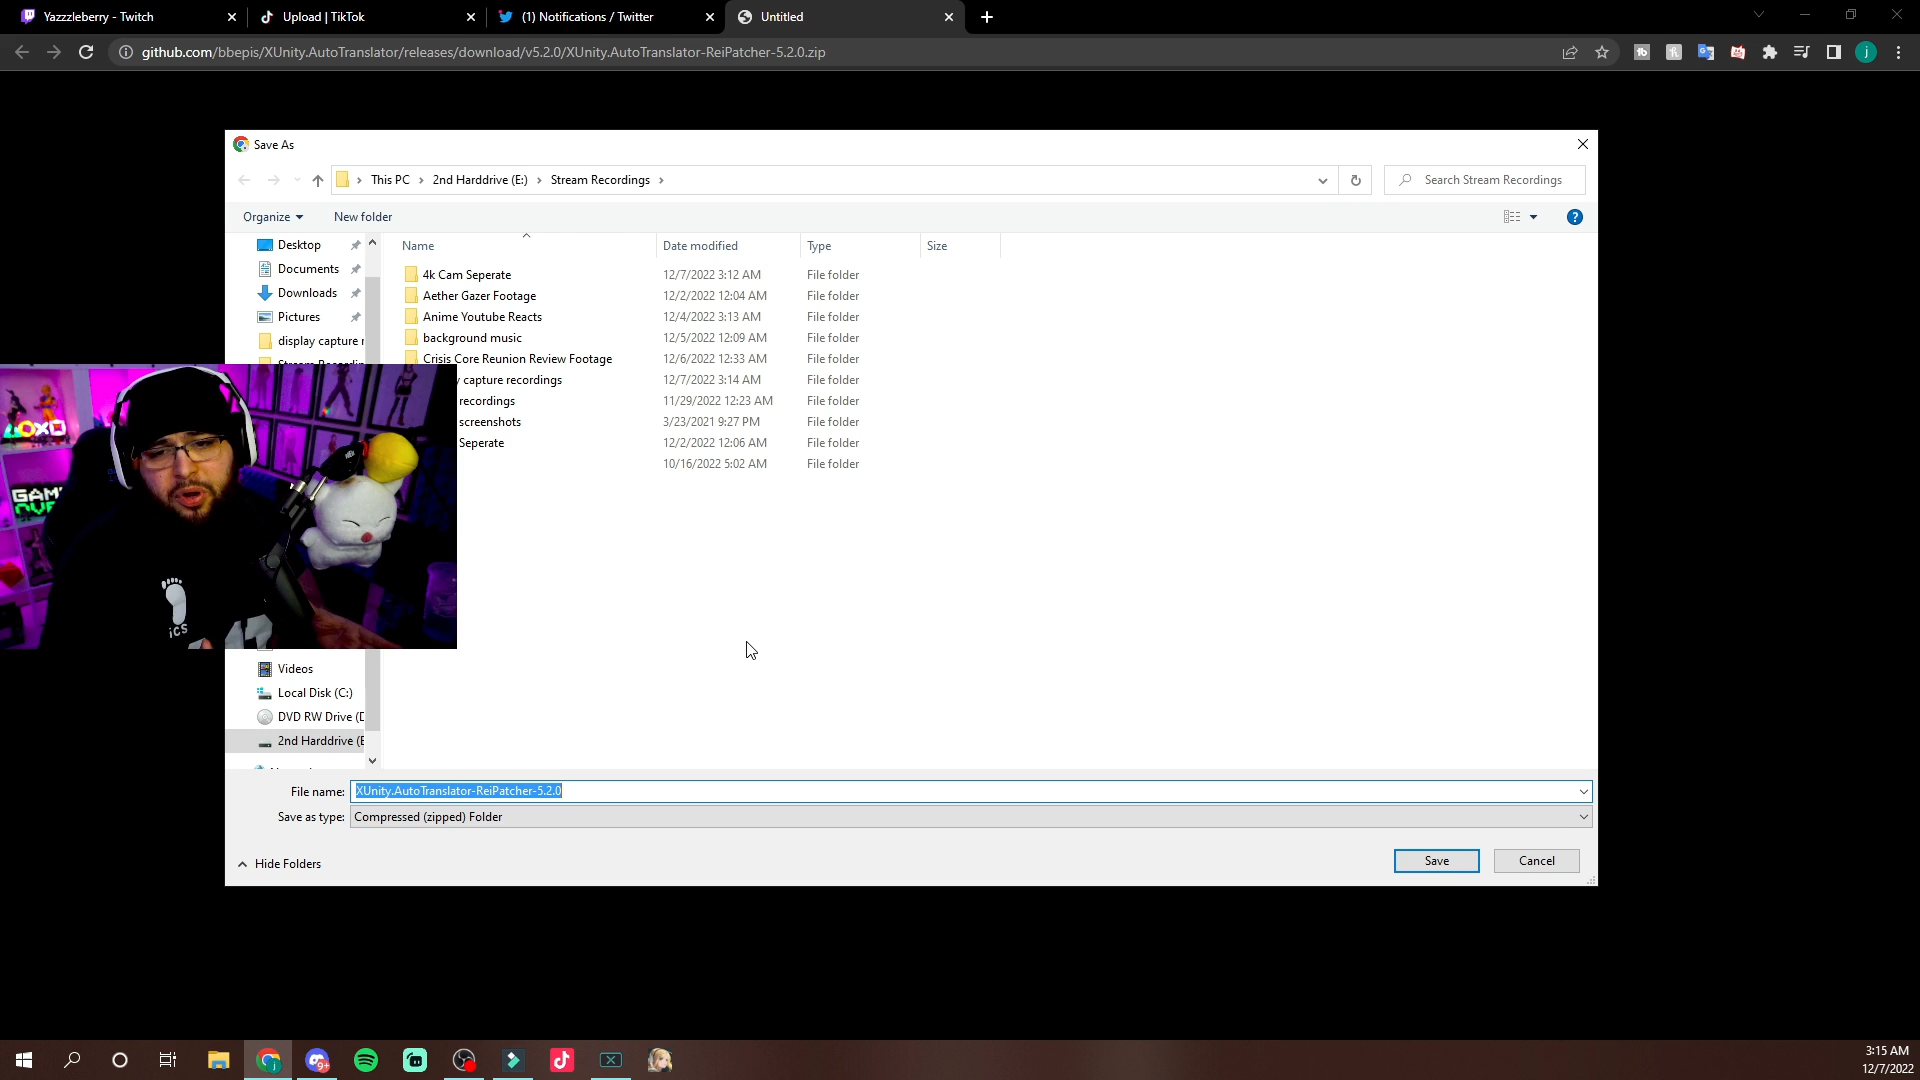 Yazzzleberry - Twitch
Upload | TikTok
(1) Notifications / Twitter
Untitled
github.com/bbepis/XUnity.AutoTranslator/releases/download/v5.2.0/XUnity.AutoTranslator-ReiPatcher-5.2.0.zip
j
Save As
This PC > 2nd Harddrive (E:) > Stream Recordings >
Search Stream Recordings
Organize
New folder
?
Name Date modified Type Size
Desktop
Documents
Downloads
Pictures
display capture
4k Cam Seperate 12/7/2022 3:12 AM File folder
Aether Gazer Footage 12/2/2022 12:04 AM File folder
Anime Youtube Reacts 12/4/2022 3:13 AM File folder
background music 12/5/2022 12:09 AM File folder
Crisis Core Reunion Review Footage 12/6/2022 12:33 AM File folder
capture recordings 12/7/2022 3:14 AM File folder
recordings 11/29/2022 12:23 AM File folder
screenshots 3/23/2021 9:27 PM File folder
Seperate 12/2/2022 12:06 AM File folder
10/16/2022 5:02 AM File folder
GAM
iCS
Videos
Local Disk (C:)
DVD RW Drive (D
2nd Harddrive (E
File name: XUnity.AutoTranslator-ReiPatcher-5.2.0
Save as type: Compressed (zipped) Folder
Hide Folders
Save
Cancel
9+
3:15 AM
12/7/2022